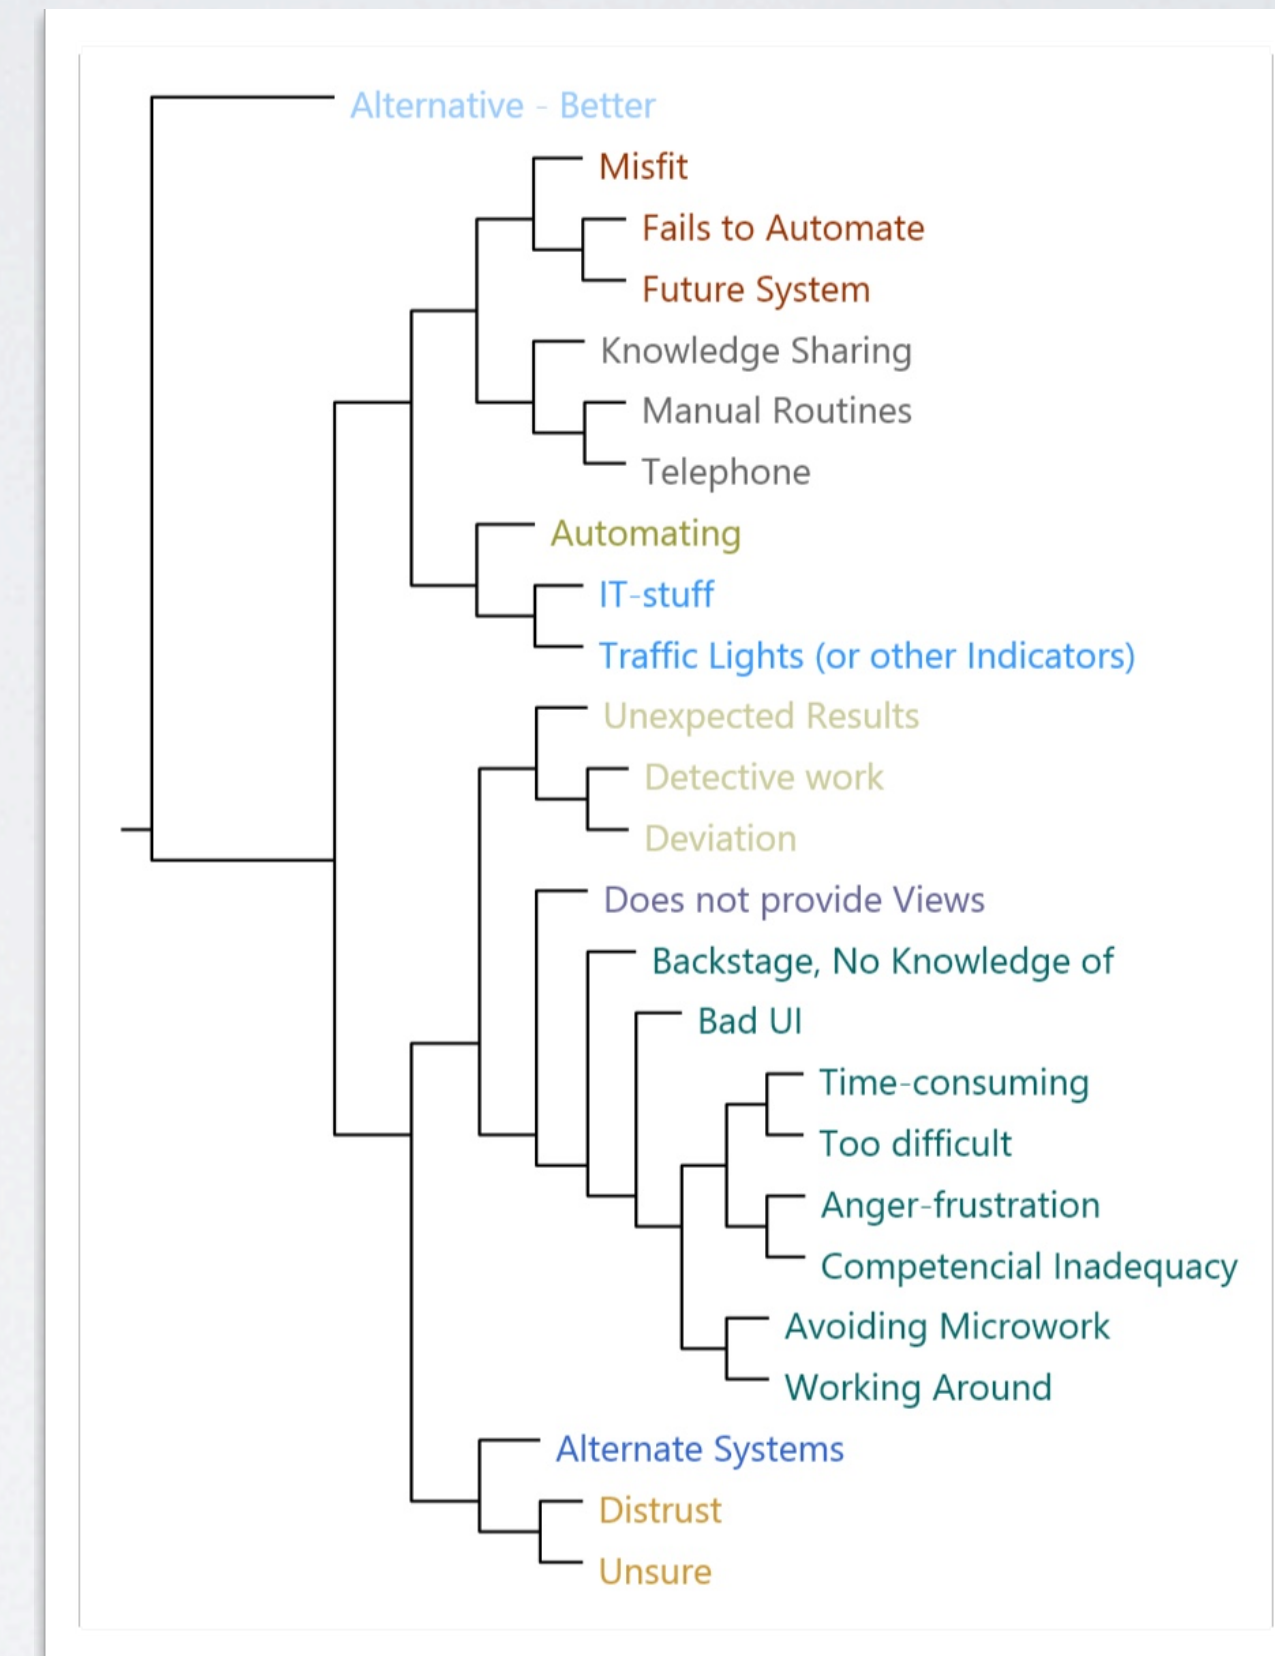 Alternative - Better
Misfit
Fails to Automate
Future System
Knowledge Sharing
Manual Routines
Telephone
Automating
IT-stuff
Traffic Lights (or other Indicators)
Unexpected Results
Detective work
Deviation
Does not provide Views
Backstage, No Knowledge of
Bad UI
Time-consuming
Too difficult
Anger-frustration
Competencial Inadequacy
Avoiding Microwork
Working Around
Alternate Systems
Distrust
Unsure